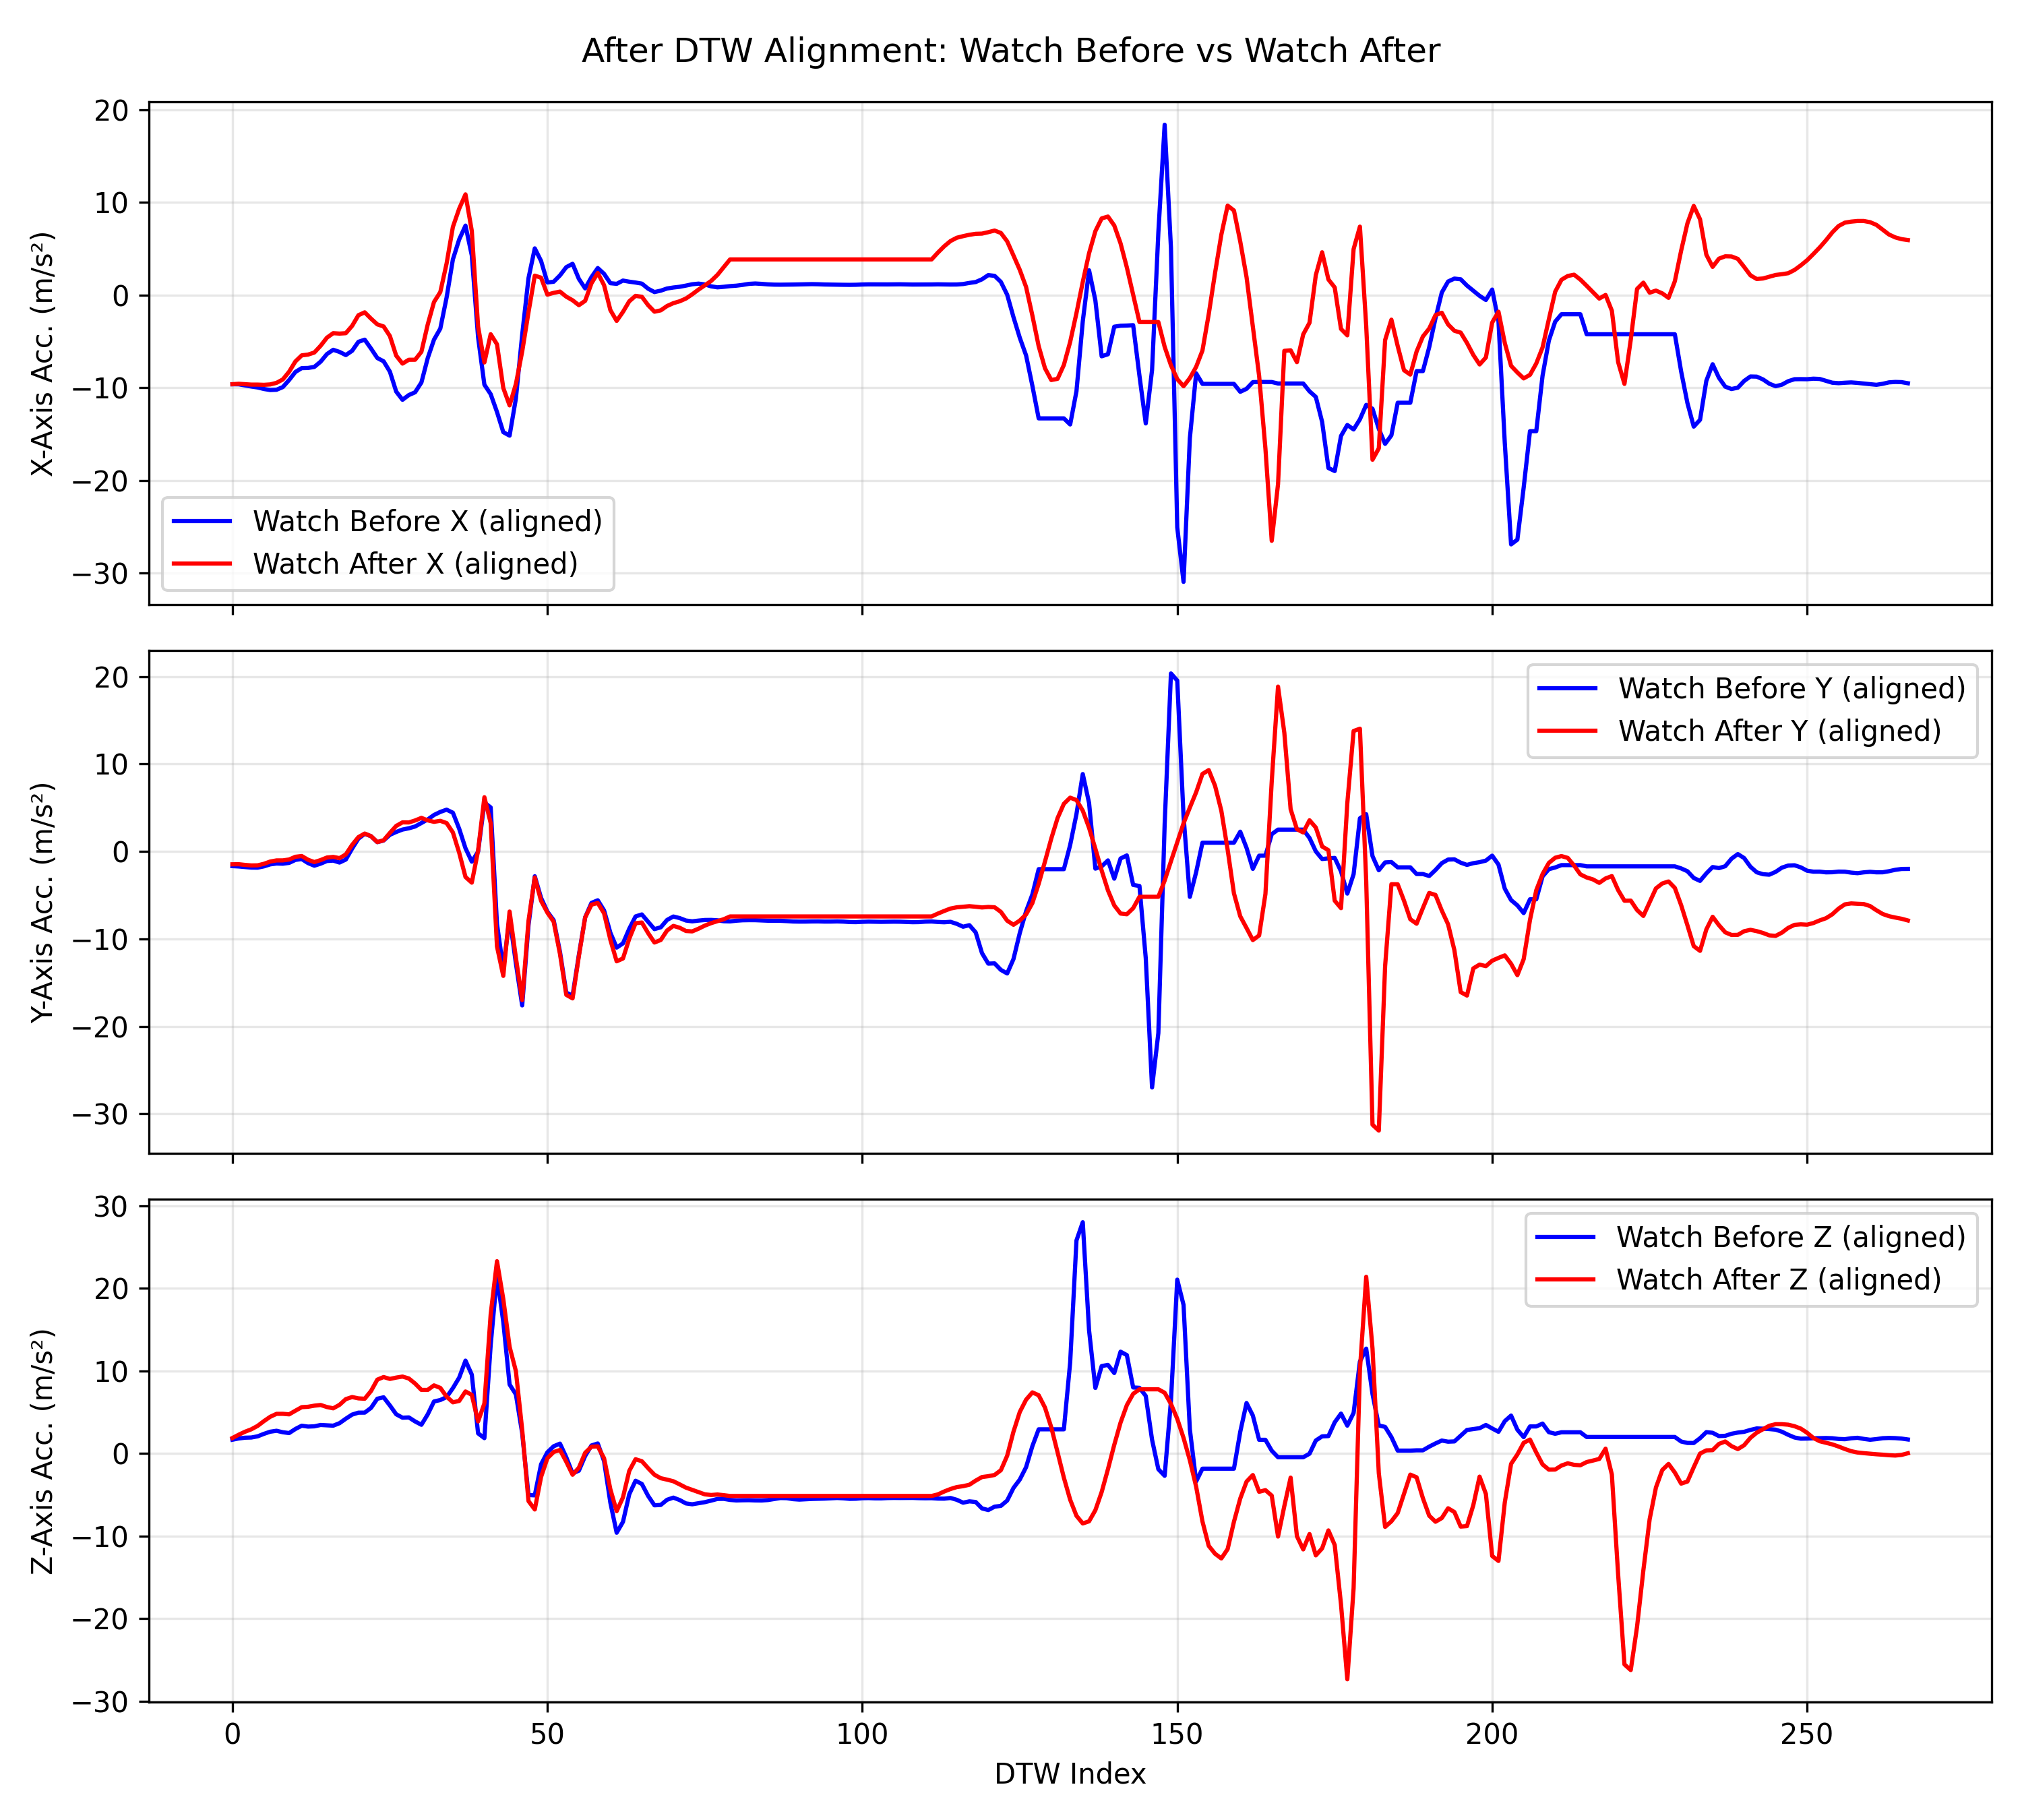 After DTW Alignment: Watch Before vs Watch After
20
10
0
−10
−20
−30
X-Axis Acc. (m/s²)
Watch Before X (aligned)
Watch After X (aligned)
20
10
0
−10
−20
−30
Y-Axis Acc. (m/s²)
Watch Before Y (aligned)
Watch After Y (aligned)
30
20
10
0
−10
−20
−30
Z-Axis Acc. (m/s²)
Watch Before Z (aligned)
Watch After Z (aligned)
0 50 100 150 200 250
DTW Index